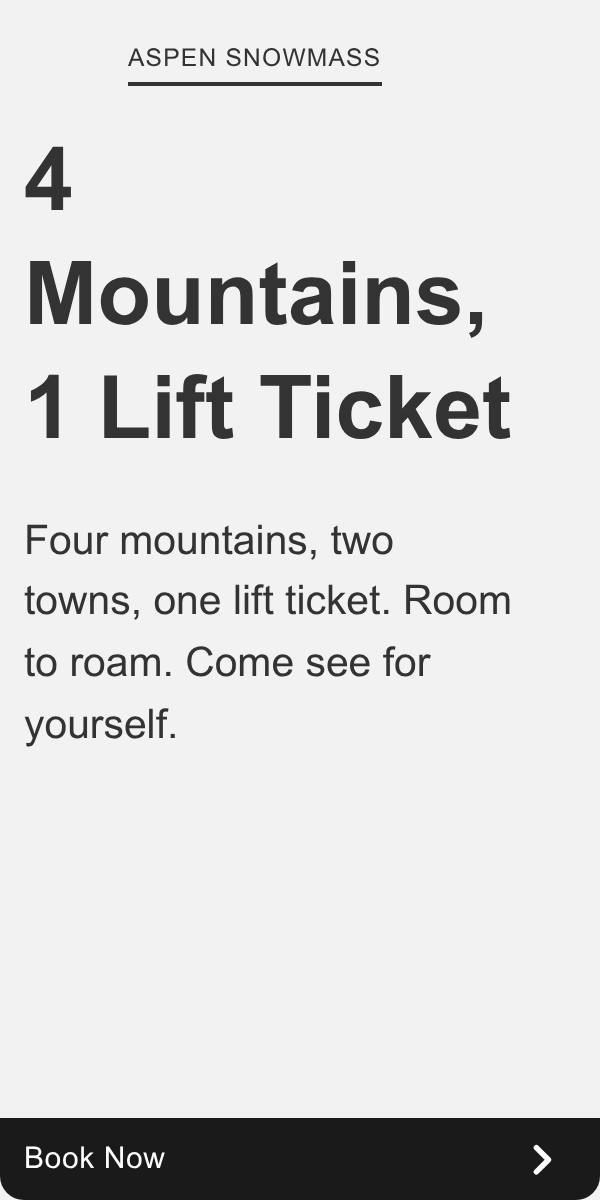 ASPEN SNOWMASS
4
Mountains,
1 Lift Ticket
Four mountains, two
towns, one lift ticket. Room
to roam. Come see for
yourself.
Book Now